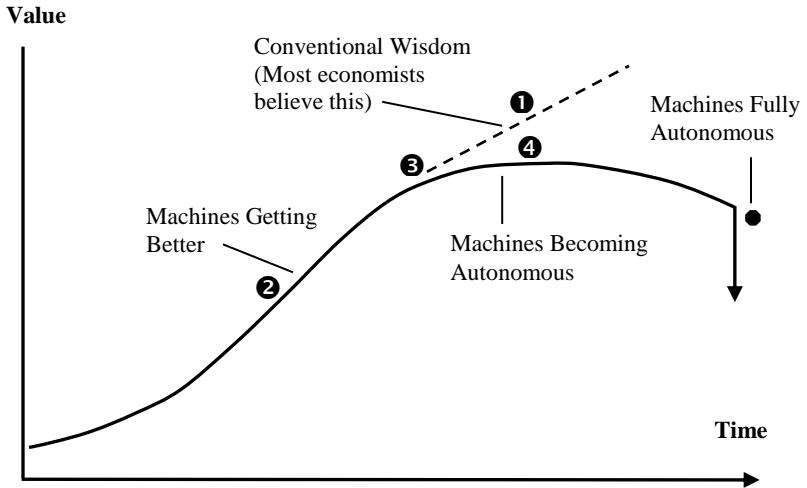 Value
Conventional Wisdom
(Most economists
believe this)
❶
Machines Fully
Autonomous
❹
❸
Machines Getting
Better
Machines Becoming
Autonomous
❷
Time